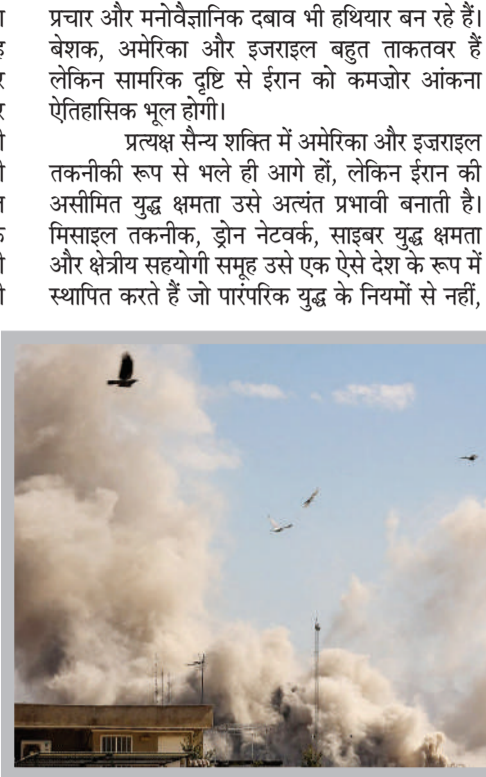 प्रचार और मनोवैज्ञानिक दबाव भी हथियार बन रहे हैं।
बेशक, अमेरिका और इजराइल बहुत ताकतवर हैं
लेकिन सामरिक दृष्टि से ईरान को कमज़ोर आंकना
ऐतिहासिक भूल होगी।
प्रत्यक्ष सैन्य शक्ति में अमेरिका और इज़राइल
तकनीकी रूप से भले ही आगे हों, लेकिन ईरान की
असीमित युद्ध क्षमता उसे अत्यंत प्रभावी बनाती है।
मिसाइल तकनीक, ड्रोन नेटवर्क, साइबर युद्ध क्षमता
और क्षेत्रीय सहयोगी समूह उसे एक ऐसे देश के रूप में
स्थापित करते हैं जो पारंपरिक युद्ध के नियमों से नहीं,